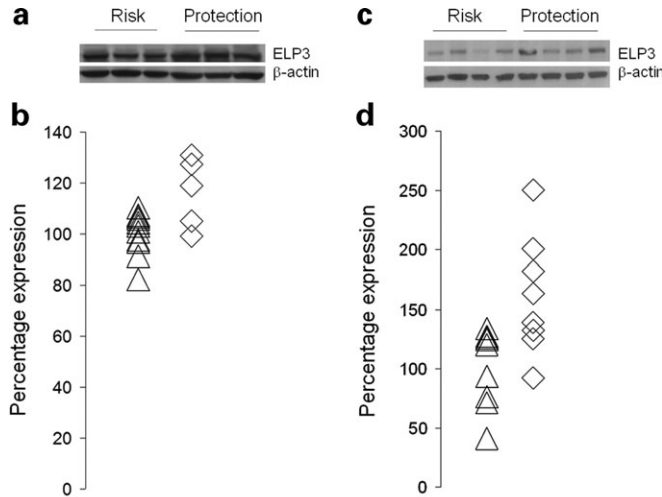 a
Risk Protection
ELP3
β-actin
b
140
120
100
80
60
40
20
0
Percentage expression
c
Risk Protection
ELP3
β-actin
d
300
250
200
150
100
50
0
Percentage expression